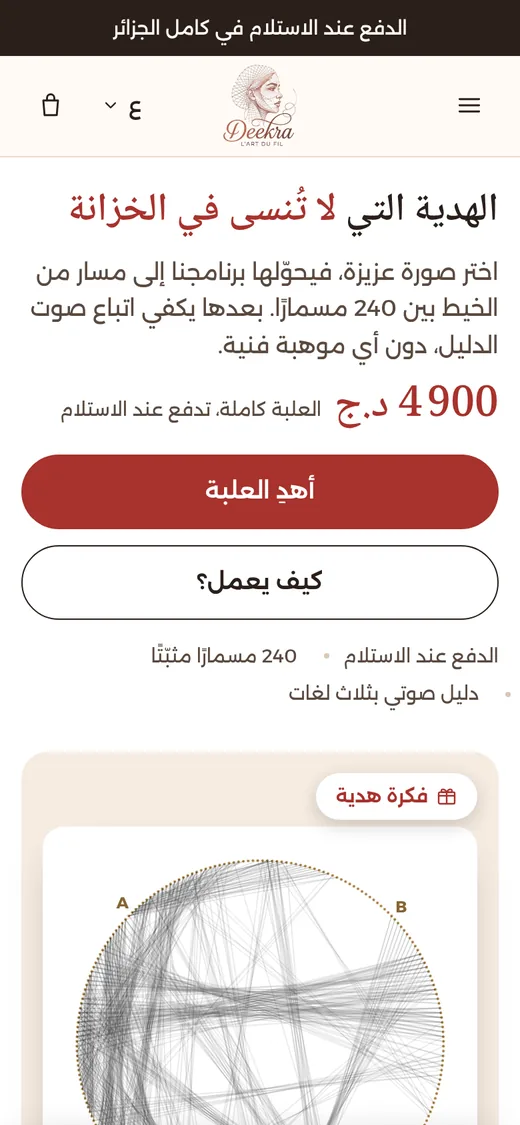 الدفع عند الاستلام في كامل الجزائر
ع
Deekra
L'ART DU FIL
الهدية التي لا تُنسى في الخزانة
اختر صورة عزيزة، فيحوّلها برنامجنا إلى مسار من
الخيط بين 240 مسمارًا. بعدها يكفي اتباع صوت
الدليل، دون أي موهبة فنية.
4 900 د.ج العلبة كاملة، تدفع عند الاستلام
أهدِ العلبة
كيف يعمل؟
الدفع عند الاستلام • 240 مسمارًا مثبّتًا
• دليل صوتي بثلاث لغات
فكرة هدية
A
B